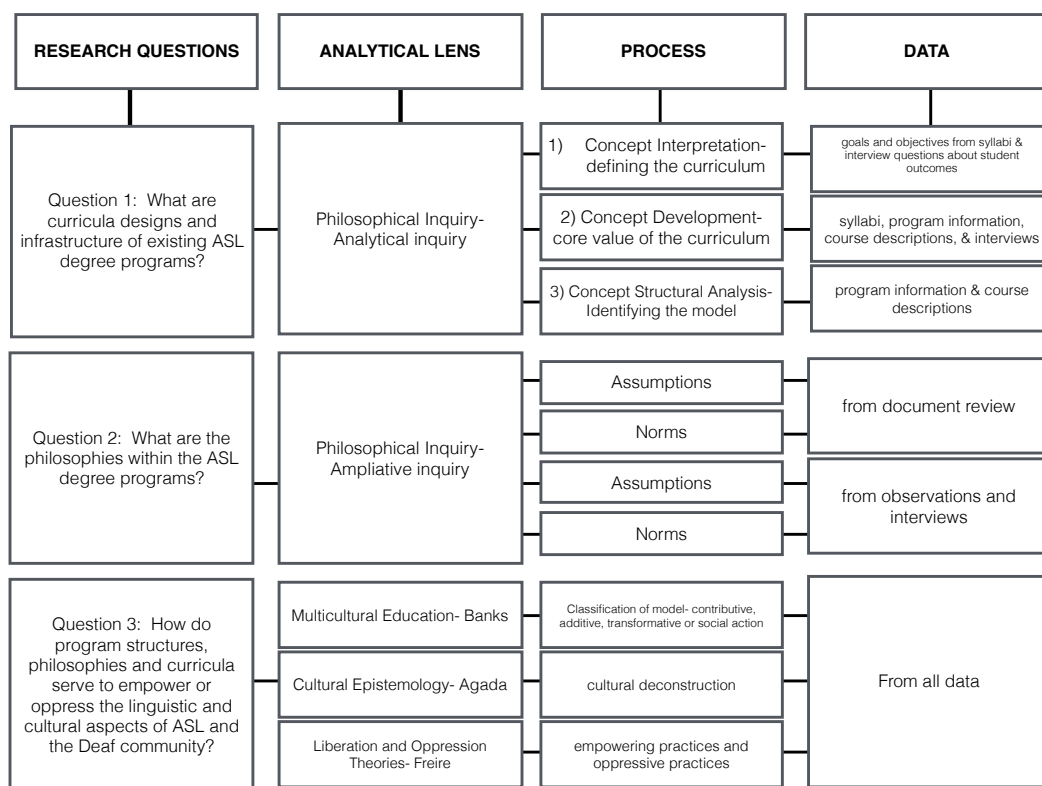 RESEARCH QUESTIONS
ANALYTICAL LENS
PROCESS
DATA
Question 1: What are
curricula designs and
infrastructure of existing ASL
degree programs?
Philosophical Inquiry-
Analytical inquiry
1) Concept Interpretation-
defining the curriculum
goals and objectives from syllabi &
interview questions about student
outcomes
2) Concept Development-
core value of the curriculum
syllabi, program information,
course descriptions, & interviews
3) Concept Structural Analysis-
Identifying the model
program information & course
descriptions
Question 2: What are the
philosophies within the ASL
degree programs?
Philosophical Inquiry-
Ampliative inquiry
Assumptions
Norms
from document review
Assumptions
Norms
from observations and
interviews
Question 3: How do
program structures,
philosophies and curricula
serve to empower or
oppress the linguistic and
cultural aspects of ASL and
the Deaf community?
Multicultural Education- Banks
Classification of model- contributive,
additive, transformative or social action
Cultural Epistemology- Agada
cultural deconstruction
Liberation and Oppression
Theories- Freire
empowering practices and
oppressive practices
From all data